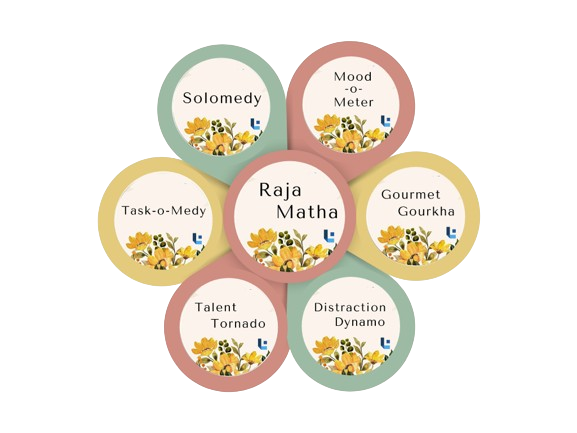 Solomedy
Mood
-o-
Meter
Raja
Matha
Task-o-Medy
Gourmet
Gourkha
Talent
Tornado
Distraction
Dynamo